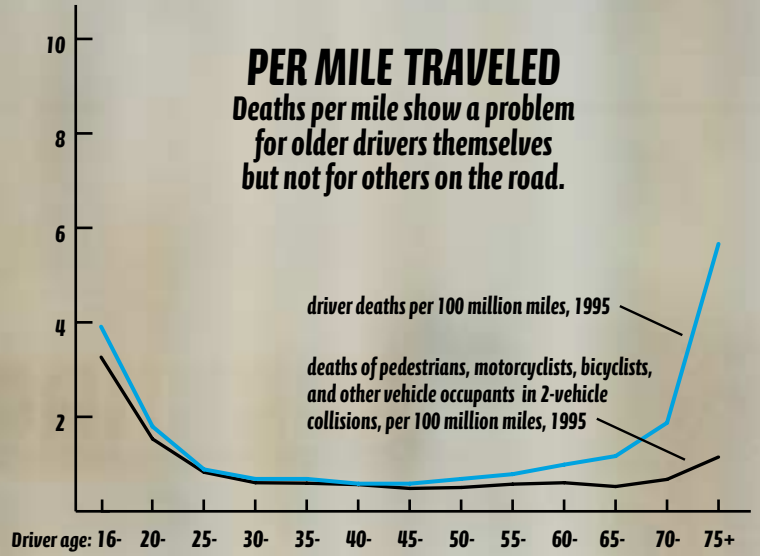 PER MILE TRAVELED
Deaths per mile show a problem
for older drivers themselves
but not for others on the road.
10
8
6
4
2
driver deaths per 100 million miles, 1995
deaths of pedestrians, motorcyclists, bicyclists,
and other vehicle occupants in 2-vehicle
collisions, per 100 million miles, 1995
Driver age: 16- 20- 25- 30- 35- 40- 45- 50- 55- 60- 65- 70- 75+